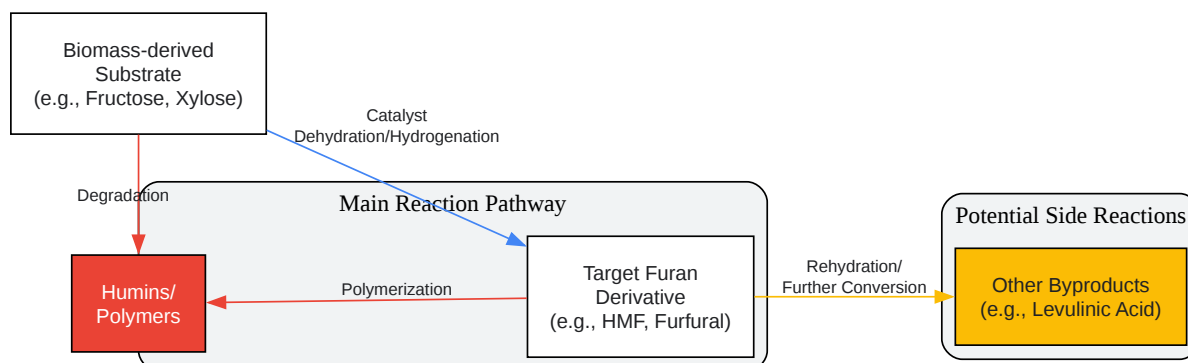 Biomass-derived
Substrate
(e.g., Fructose, Xylose)
Catalyst
Dehydration/Hydrogenation
Degradation
Main Reaction Pathway
Potential Side Reactions
Humins/
Polymers
Polymerization
Target Furan
Derivative
(e.g., HMF, Furfural)
Rehydration/
Further Conversion
Other Byproducts
(e.g., Levulinic Acid)